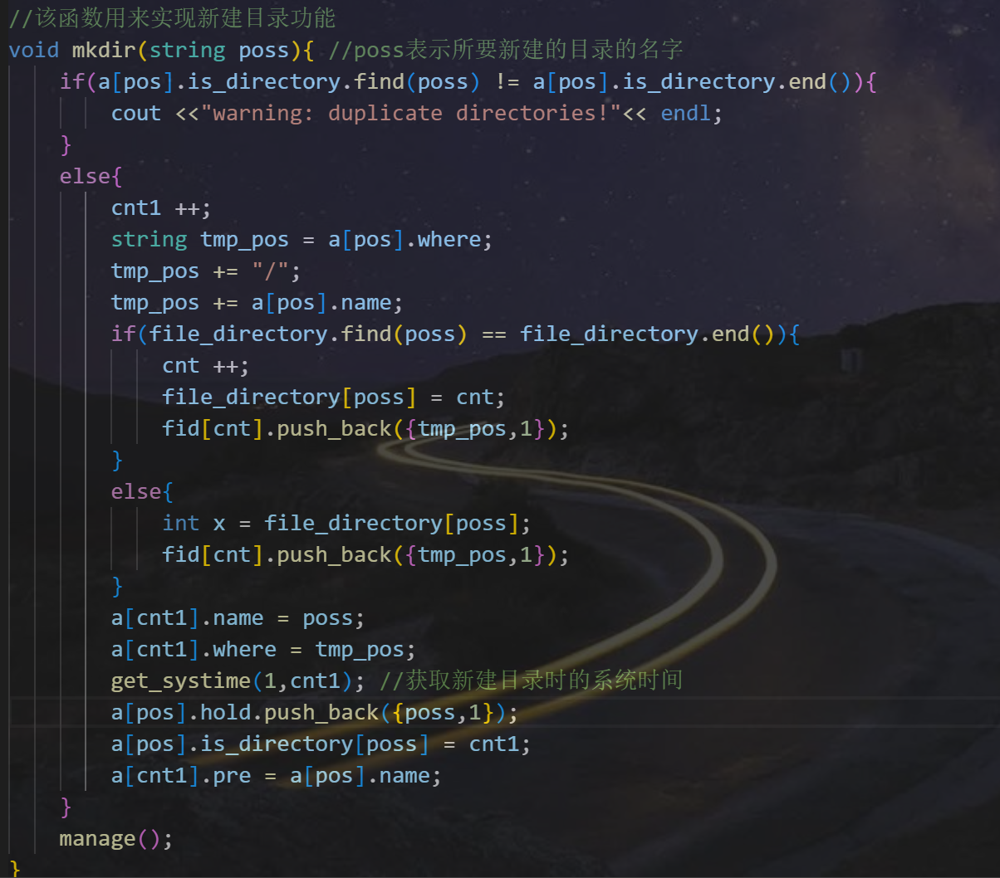 //该函数用来实现新建目录功能
void mkdir(string poss){ //poss表示所要新建的目录的名字
    if(a[pos].is_directory.find(poss) != a[pos].is_directory.end()){
        cout <<"warning: duplicate directories!"<< endl;
    }
    else{
        cnt1 ++;
        string tmp_pos = a[pos].where;
        tmp_pos += "/";
        tmp_pos += a[pos].name;
        if(file_directory.find(poss) == file_directory.end()){
            cnt ++;
            file_directory[poss] = cnt;
            fid[cnt].push_back({tmp_pos,1});
        }
        else{
            int x = file_directory[poss];
            fid[cnt].push_back({tmp_pos,1});
        }
        a[cnt1].name = poss;
        a[cnt1].where = tmp_pos;
        get_systime(1,cnt1); //获取新建目录时的系统时间
        a[pos].hold.push_back({poss,1});
        a[pos].is_directory[poss] = cnt1;
        a[cnt1].pre = a[pos].name;
    }
    manage();
}